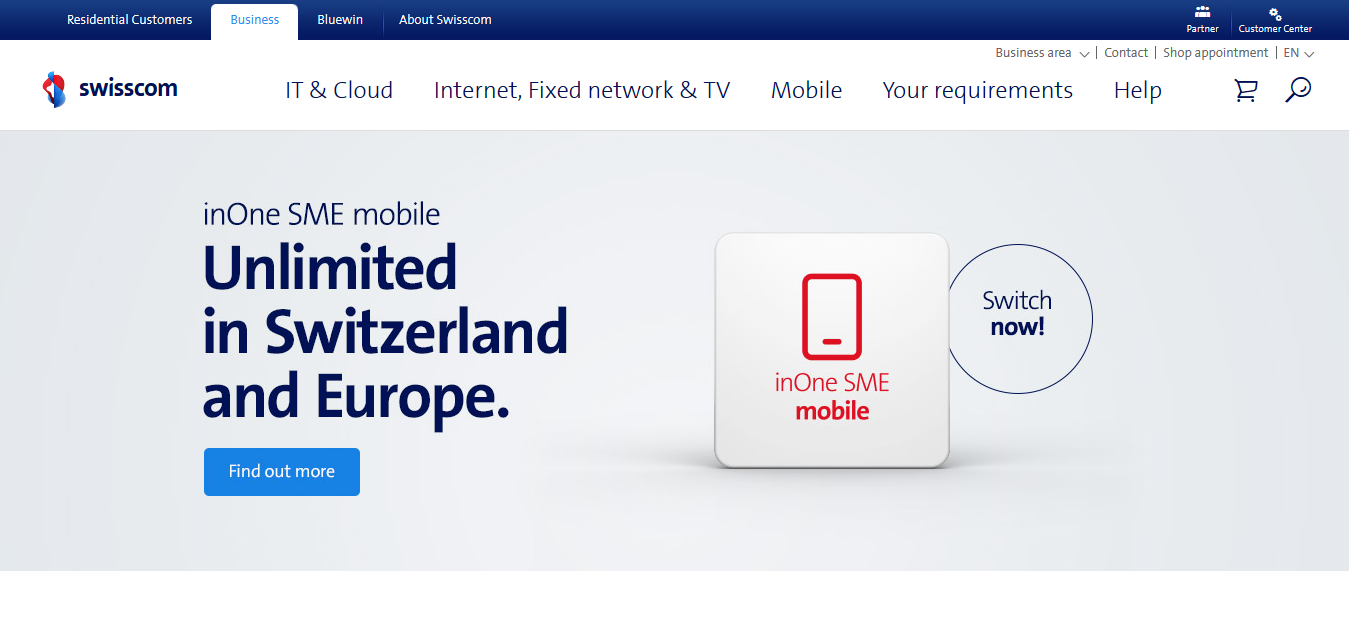 Residential Customers Business Bluewin About Swisscom Partner Customer Center
Business area Contact Shop appointment EN
swisscom IT & Cloud Internet, Fixed network & TV Mobile Your requirements Help
inOne SME mobile
Unlimited
in Switzerland
and Europe.
Find out more
inOne SME
mobile
Switch
now!